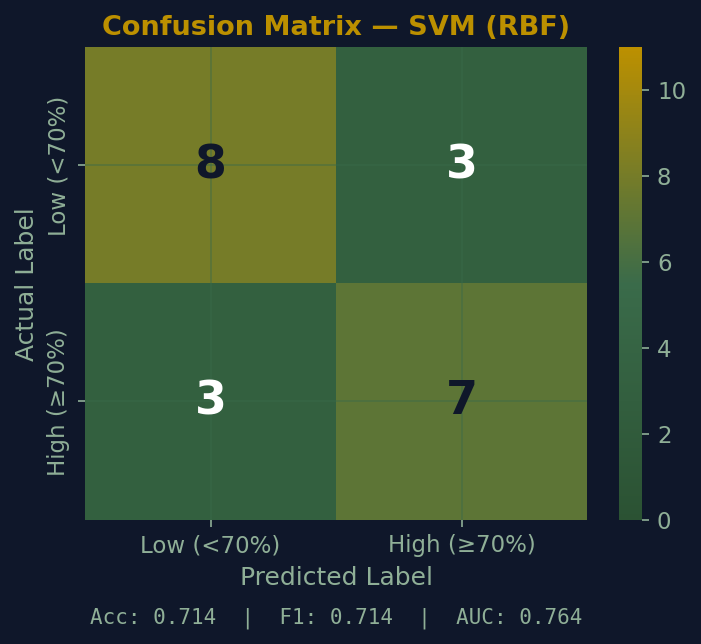 Confusion Matrix — SVM (RBF)
Actual Label
Low (<70%)
High (≥70%)
8
3
3
7
10
8
6
4
2
0
Low (<70%)
High (≥70%)
Predicted Label
Acc: 0.714 | F1: 0.714 | AUC: 0.764